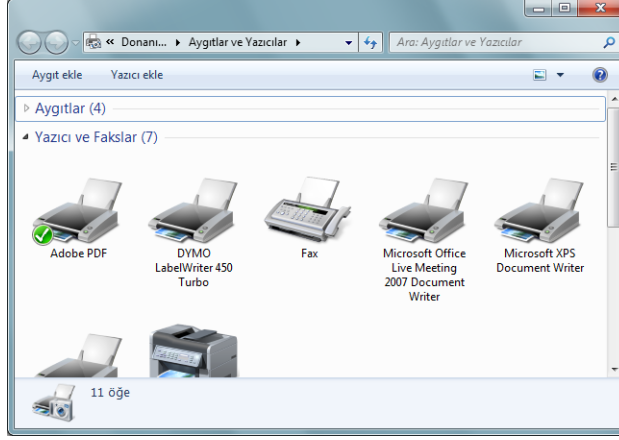 « Donanı... ▸ Aygıtlar ve Yazıcılar ▸
Ara: Aygıtlar ve Yazıcılar
Aygıt ekle Yazıcı ekle
Aygıtlar (4)
Yazıcı ve Fakslar (7)
Adobe PDF
DYMO
LabelWriter 450
Turbo
Fax
Microsoft Office
Live Meeting
2007 Document
Writer
Microsoft XPS
Document Writer
11 öğe